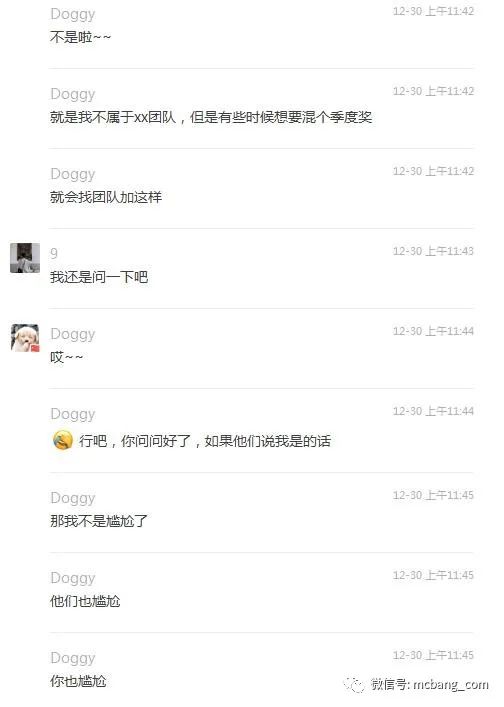 Doggy 12-30 上午11:42
不是啦~~
Doggy 12-30 上午11:42
就是我不属于xx团队，但是有些时候想要混个季度奖
Doggy 12-30 上午11:42
就会找团队加这样
9 12-30 上午11:43
我还是问一下吧
Doggy 12-30 上午11:44
哎~~
Doggy 12-30 上午11:44
行吧，你问问好了，如果他们说我是的话
Doggy 12-30 上午11:45
那我不是尴尬了
Doggy 12-30 上午11:45
他们也尴尬
Doggy 12-30 上午11:45
你也尴尬
微信号: mcbang_com